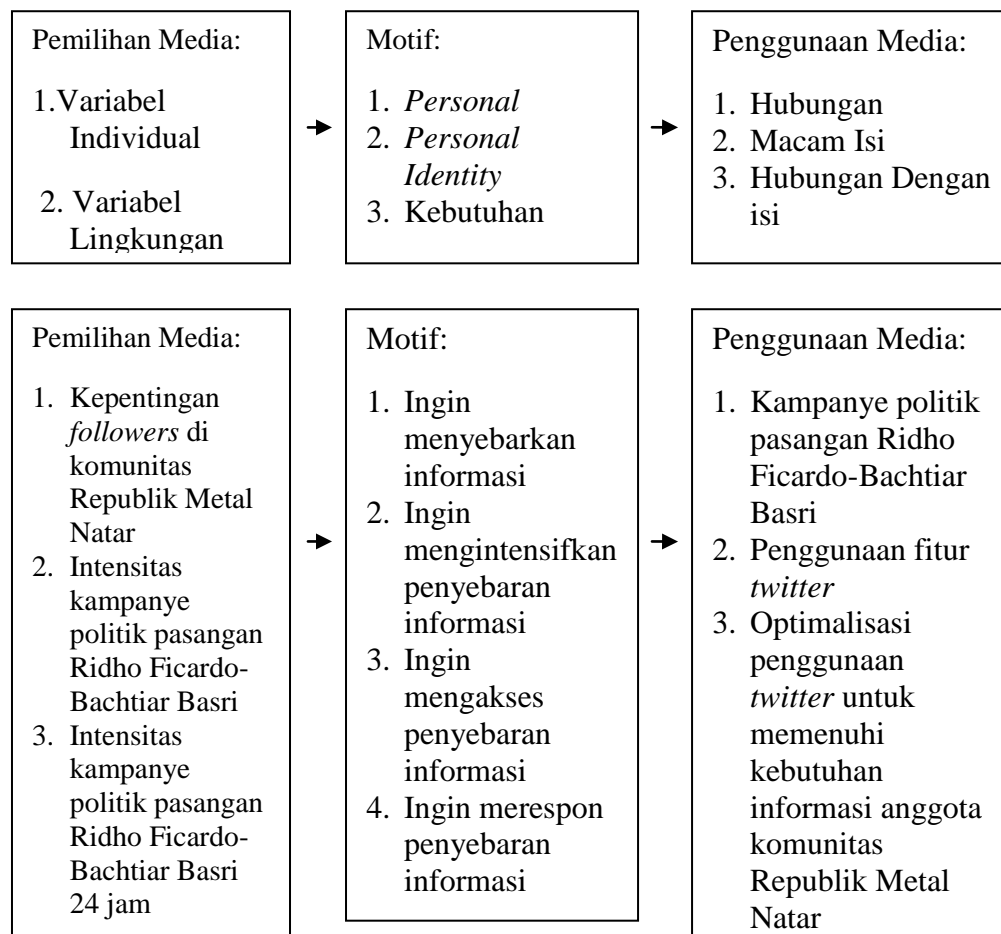 Pemilihan Media:
1.Variabel
Individual
2. Variabel
Lingkungan
Motif:
1. Personal
2. Personal
Identity
3. Kebutuhan
Penggunaan Media:
1. Hubungan
2. Macam Isi
3. Hubungan Dengan
isi
Pemilihan Media:
1. Kepentingan
followers di
komunitas
Republik Metal
Natar
2. Intensitas
kampanye
politik pasangan
Ridho Ficardo-
Bachtiar Basri
3. Intensitas
kampanye
politik pasangan
Ridho Ficardo-
Bachtiar Basri
24 jam
Motif:
1. Ingin
menyebarkan
informasi
2. Ingin
mengintensifkan
penyebaran
informasi
3. Ingin
mengakses
penyebaran
informasi
4. Ingin merespon
penyebaran
informasi
Penggunaan Media:
1. Kampanye politik
pasangan Ridho
Ficardo-Bachtiar
Basri
2. Penggunaan fitur
twitter
3. Optimalisasi
penggunaan
twitter untuk
memenuhi
kebutuhan
informasi anggota
komunitas
Republik Metal
Natar